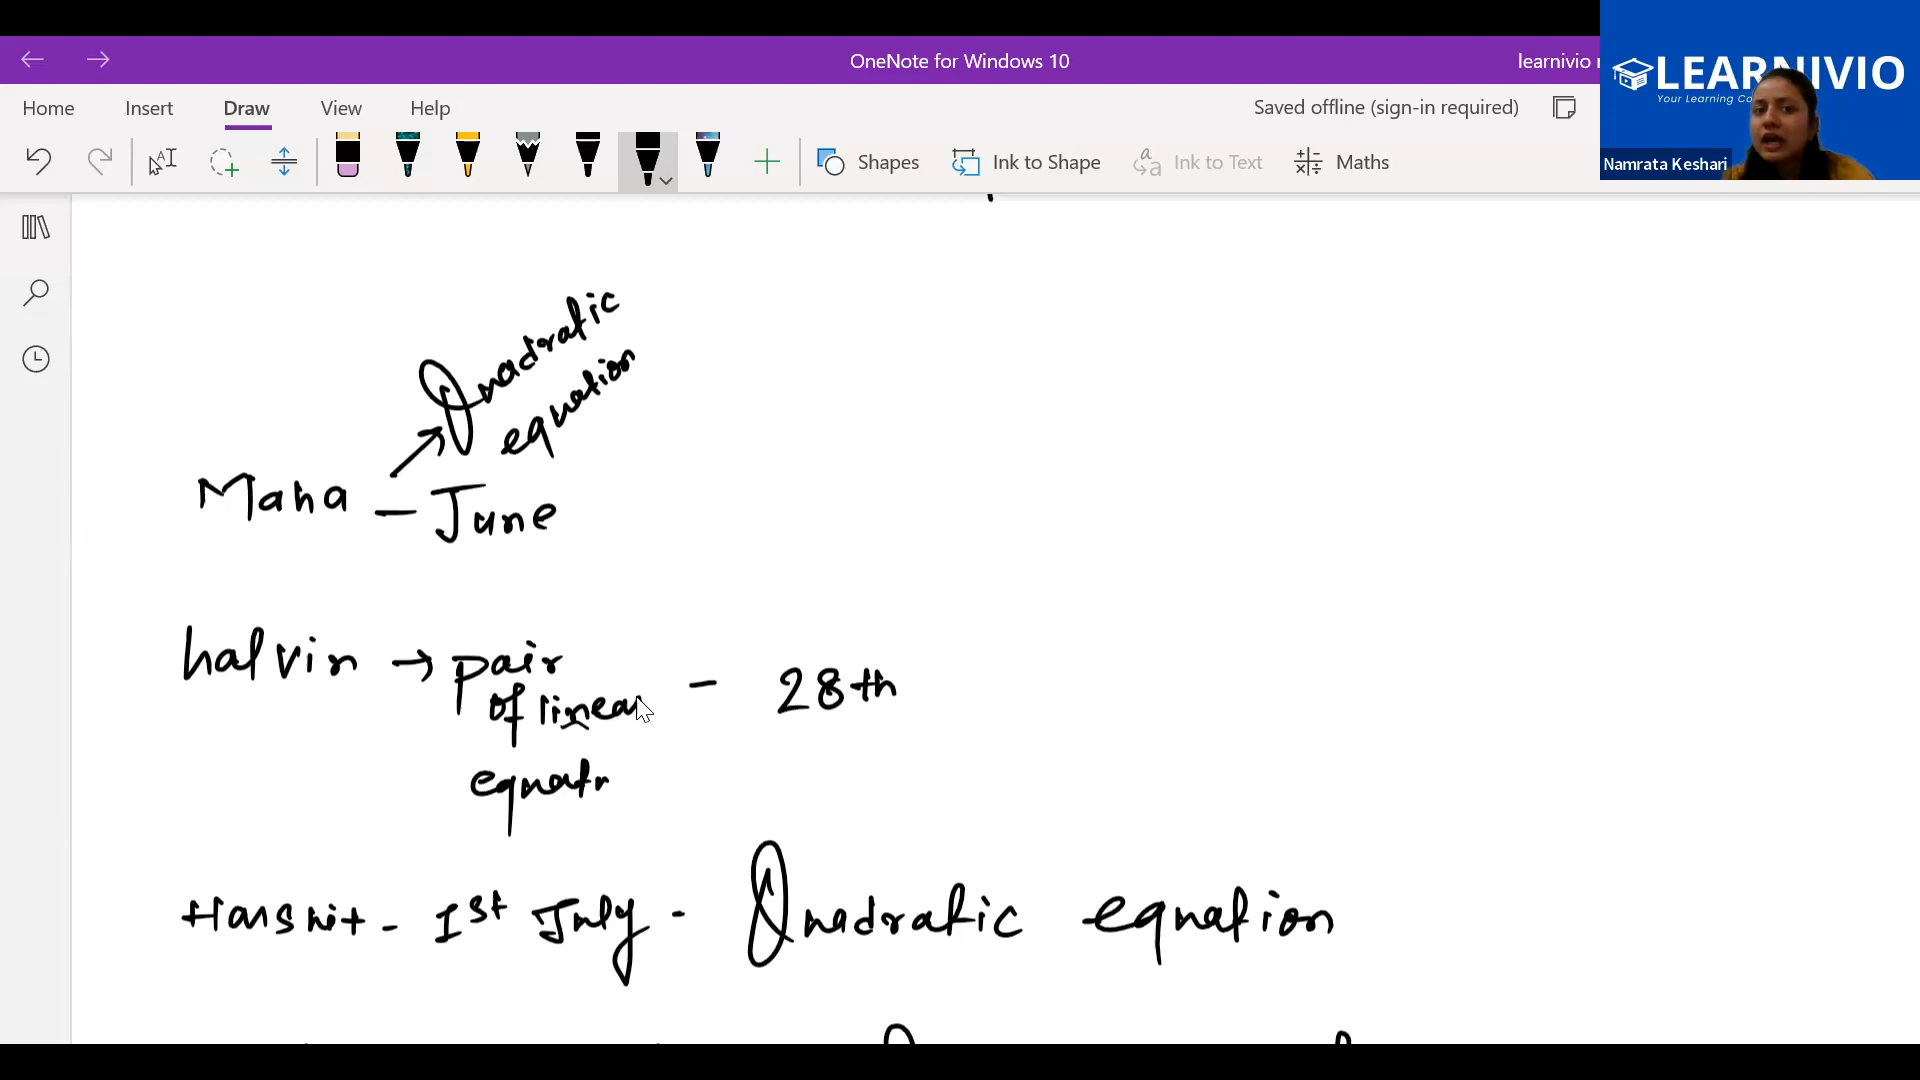 OneNote for Windows 10
learnivio
LEARNIVIO
Your Learning
Namrata Keshari
Home Insert Draw View Help
Saved offline (sign-in required)
Shapes Ink to Shape Ink to Text Maths
Quadratic
equation
Maha - June
halvin → pair
of linear - 28th
equatn
Harshit - 1st July - Quadratic equation